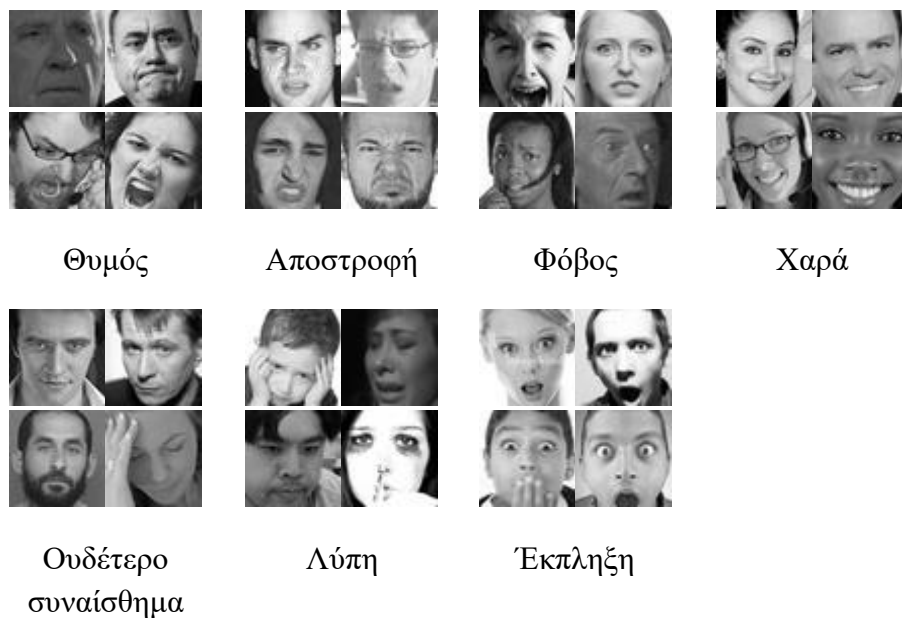 Θυμός
Αποστροφή
Φόβος
Χαρά
Ουδέτερο
συναίσθημα
Λύπη
Έκπληξη